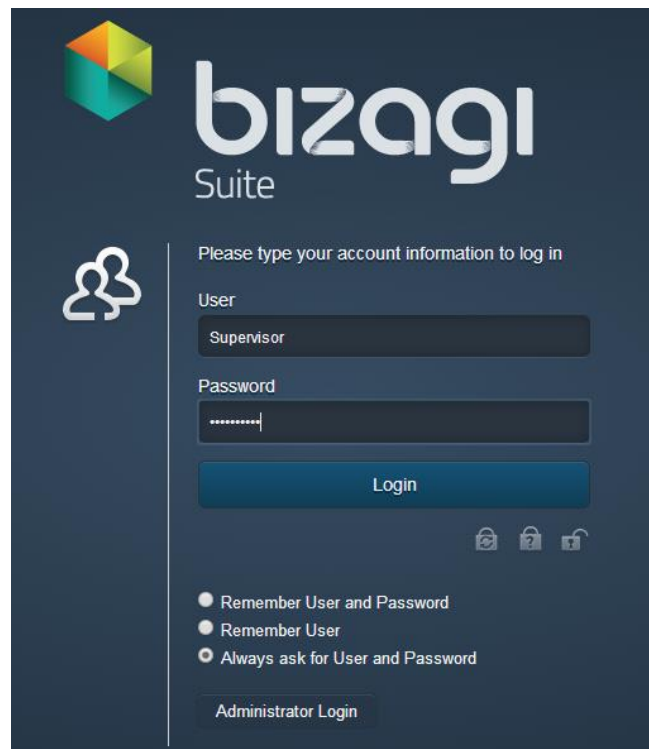 bizagi
Suite
Please type your account information to log in
User
Supervisor
Password
••••••••••
Login
Remember User and Password
Remember User
Always ask for User and Password
Administrator Login